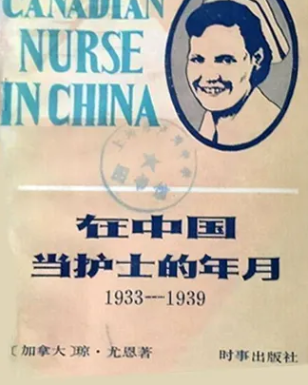 CANADIAN
NURSE
IN CHINA
在中国
当护士的年月
1933—1939
〔加拿大〕琼·尤恩著
时事出版社